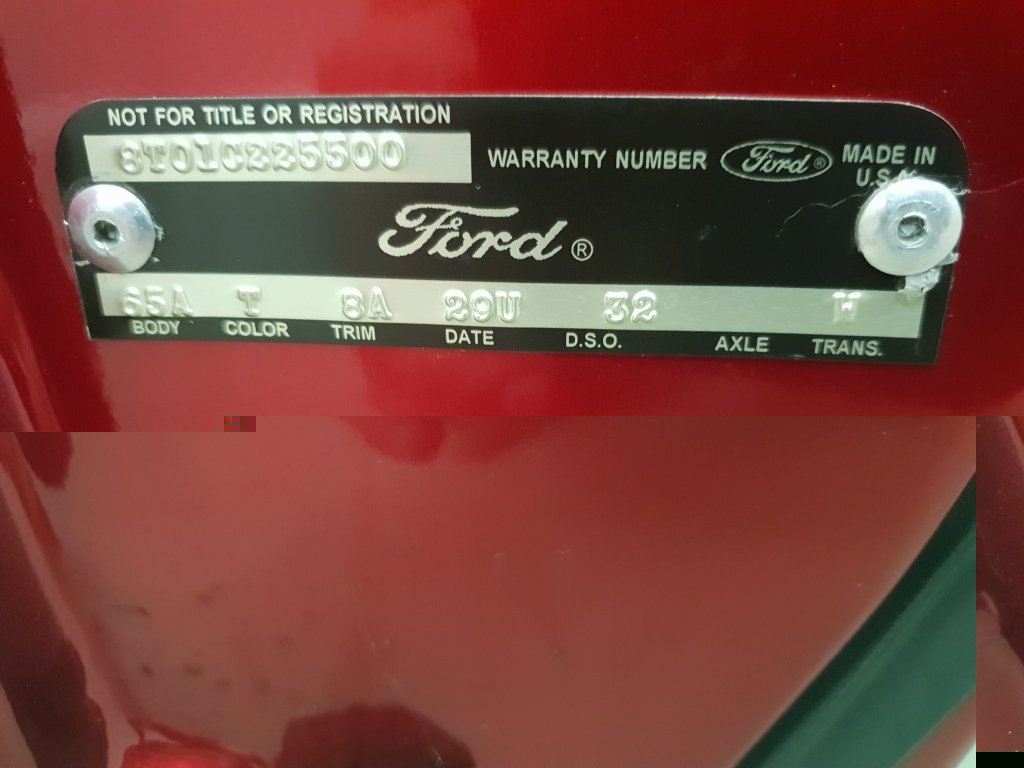 NOT FOR TITLE OR REGISTRATION
8T01C225500
WARRANTY NUMBER Ford ® MADE IN
U.S.A.
Ford ®
65A T 8A 29U 32 W
BODY COLOR TRIM DATE D.S.O. AXLE TRANS.